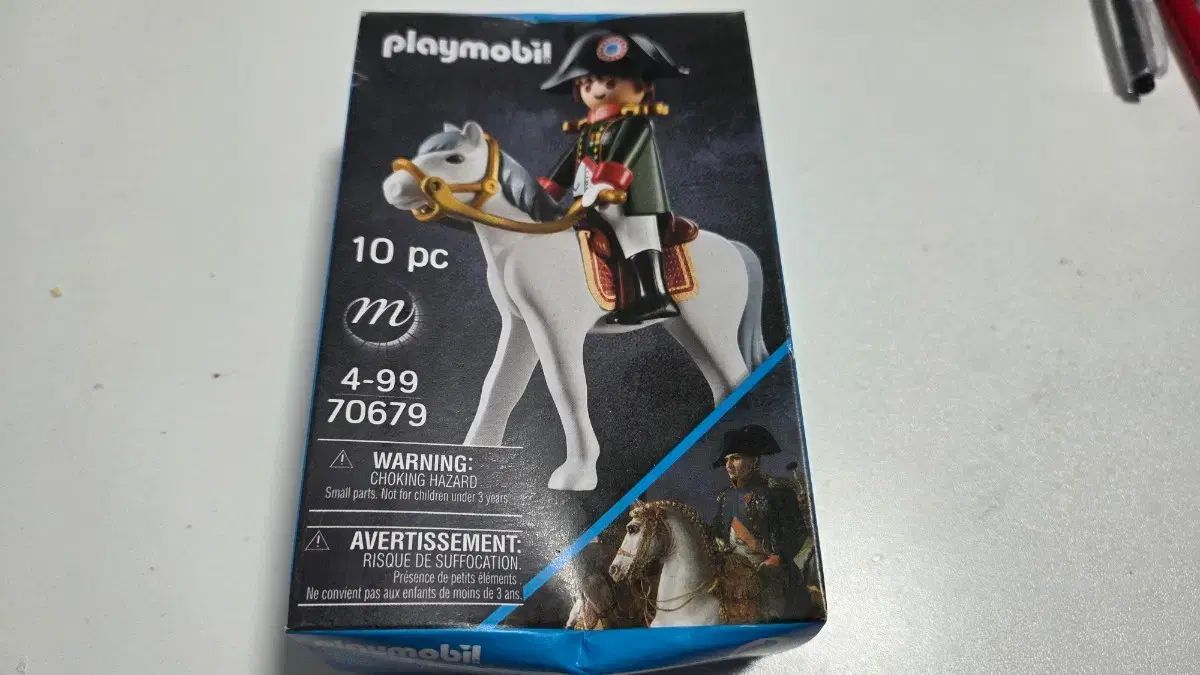 playmobil
10 pc
m
4-99
70679
WARNING:
CHOKING HAZARD
Small parts. Not for children under 3 years
AVERTISSEMENT:
RISQUE DE SUFFOCATION.
Présence de petits éléments
Ne convient pas aux enfants de moins de 3 ans.
playmobil